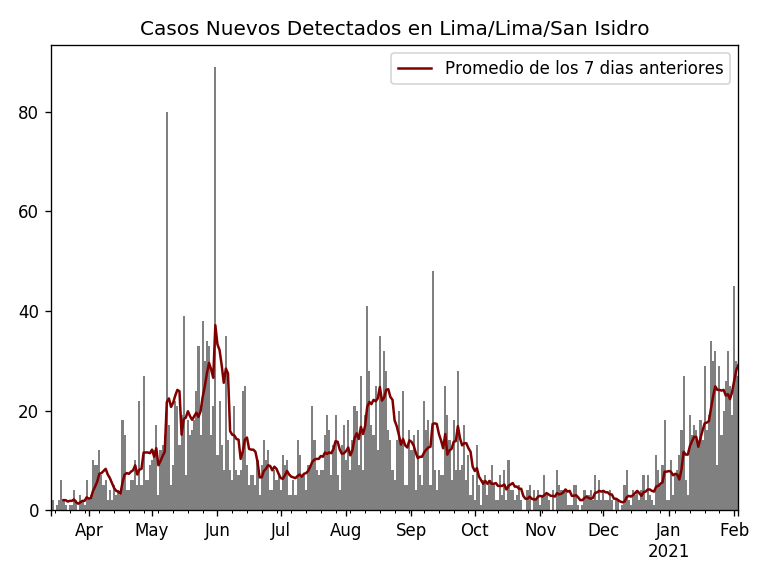 Casos Nuevos Detectados en Lima/Lima/San Isidro
Promedio de los 7 dias anteriores
80
60
40
20
0
Apr May Jun Jul Aug Sep Oct Nov Dec Jan Feb
2021